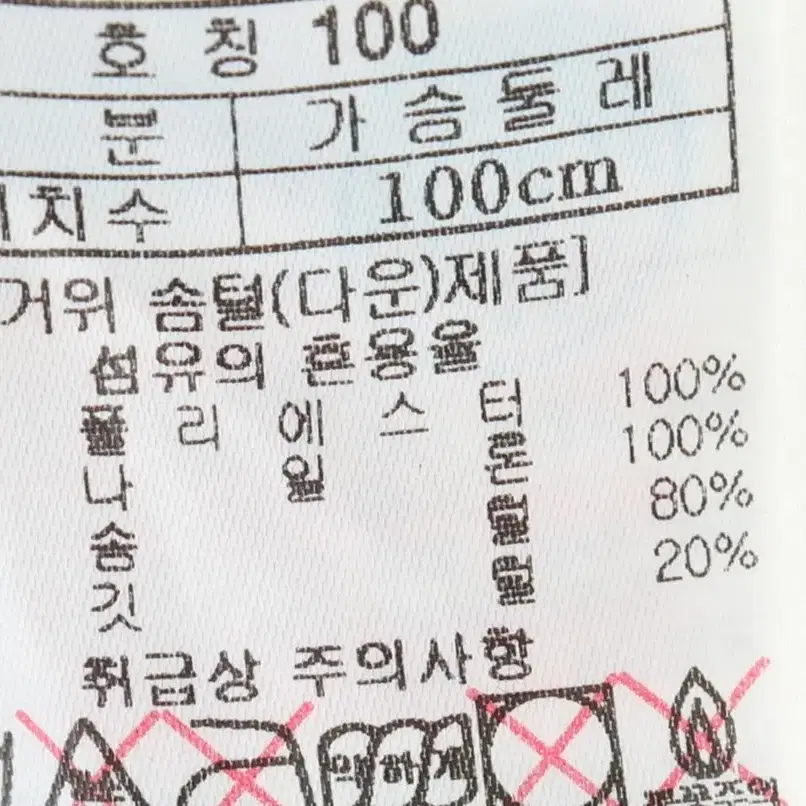 호 칭 100
분 가 슴 둘 레
치수 100cm
거위 솜털(다운)제품]
섬유의 혼용율
폴 리 에 스 터 100%
나 일 론 100%
솜 털 80%
깃 털 20%
취급상 주의사항
약하게